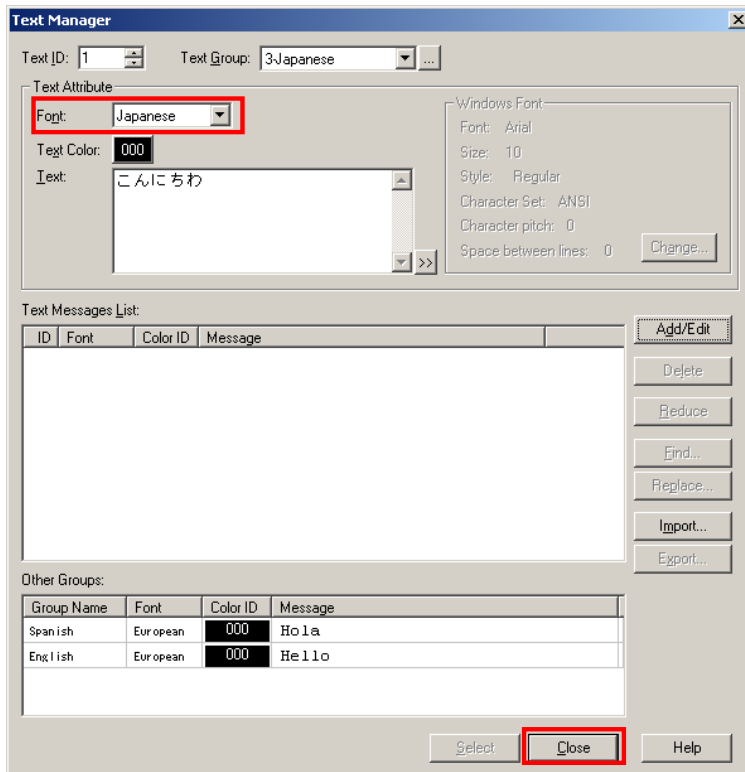 Text Manager
Text ID: 1 Text Group: 3-Japanese ...
Text Attribute
Font: Japanese
Text Color: 000
Text: こんにちわ
>>
Windows Font
Font: Arial
Size: 10
Style: Regular
Character Set: ANSI
Character pitch: 0
Space between lines: 0 Change...
Text Messages List:
ID Font Color ID Message
Add/Edit
Delete
Reduce
Find...
Replace...
Import...
Export...
Other Groups:
Group Name Font Color ID Message
Spanish European 000 Hola
English European 000 Hello
Select Close Help